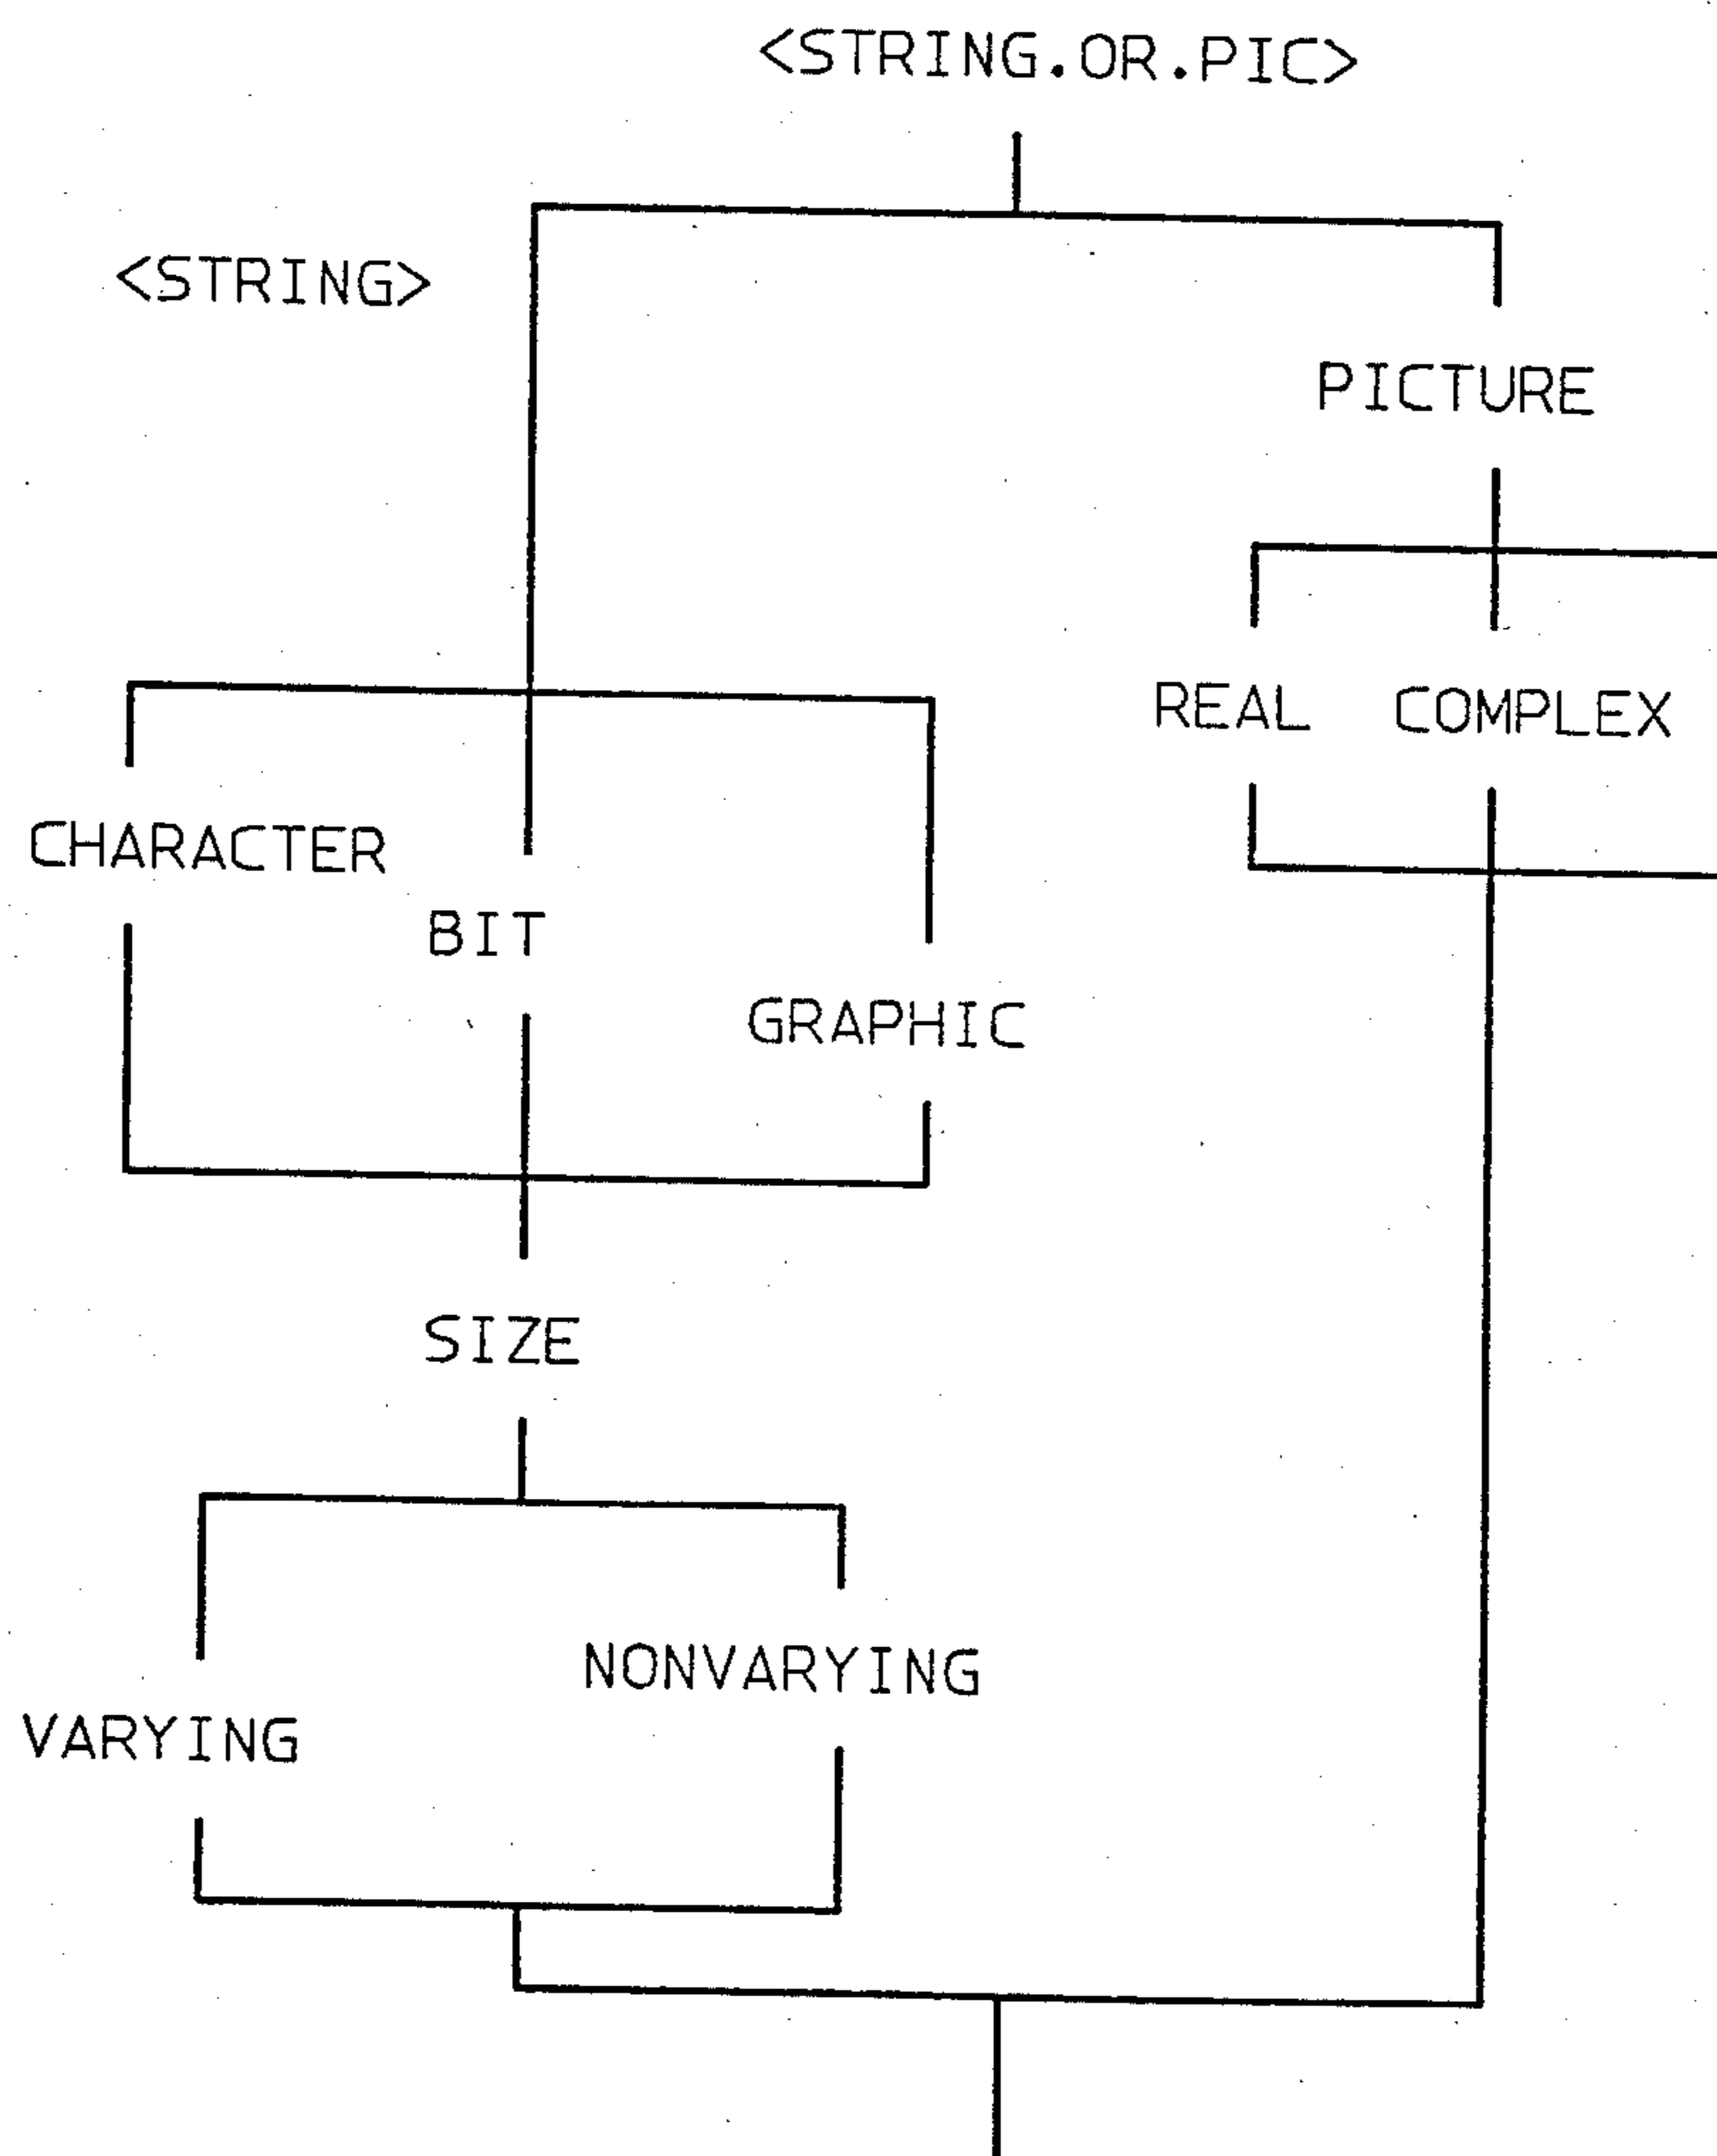 <STRING.OR.PIC>
<STRING>
PICTURE
REAL COMPLEX
CHARACTER
BIT
GRAPHIC
SIZE
NONVARYING
VARYING